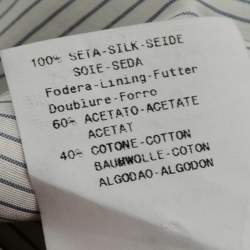 100% SETA-SILK-SEIDE
SOIE-SEDA
Fodera-Lining-Futter
Doublure-Forro
60% ACETATO-ACETATE
ACETAT
40% COTONE-COTTON
BAUMWOLLE-COTON
ALGODAO-ALGODON